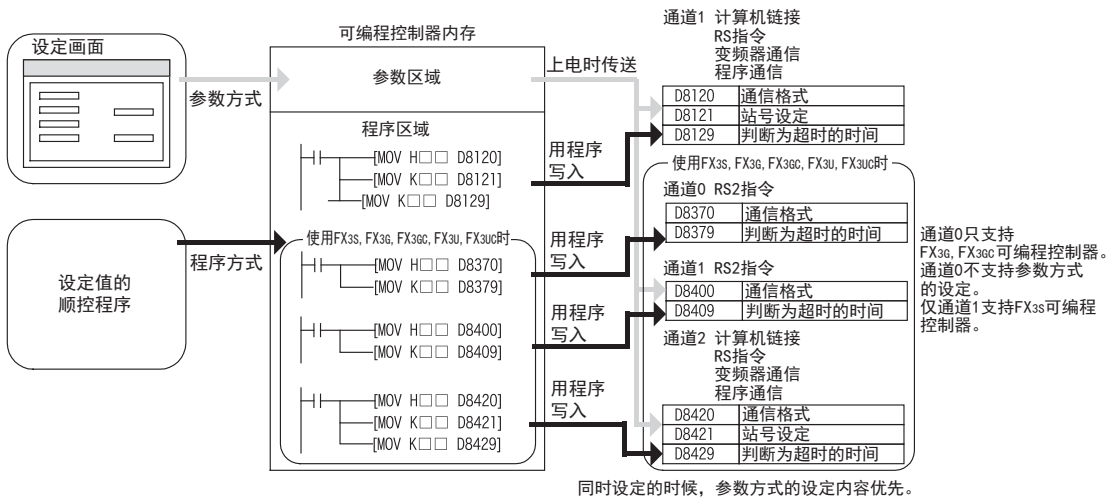 设定画面
参数方式
可编程控制器内存
参数区域
上电时传送
程序区域
[MOV H□□ D8120]
[MOV K□□ D8121]
[MOV K□□ D8129]
用程序
写入
设定值的
顺控程序
程序方式
使用FX3S, FX3G, FX3GC, FX3U, FX3UC时
[MOV H□□ D8370]
[MOV K□□ D8379]
用程序
写入
[MOV H□□ D8400]
[MOV K□□ D8409]
用程序
写入
[MOV H□□ D8420]
[MOV K□□ D8421]
[MOV K□□ D8429]
用程序
写入
通道1 计算机链接
RS指令
变频器通信
程序通信
D8120 通信格式
D8121 站号设定
D8129 判断为超时的时间
使用FX3S, FX3G, FX3GC, FX3U, FX3UC时
通道0 RS2指令
D8370 通信格式
D8379 判断为超时的时间
通道1 RS2指令
D8400 通信格式
D8409 判断为超时的时间
通道2 计算机链接
RS指令
变频器通信
程序通信
D8420 通信格式
D8421 站号设定
D8429 判断为超时的时间
通道0只支持
FX3G, FX3GC可编程控制器。
通道0不支持参数方式
的设定。
仅通道1支持FX3S可编程
控制器。
同时设定的时候，参数方式的设定内容优先。